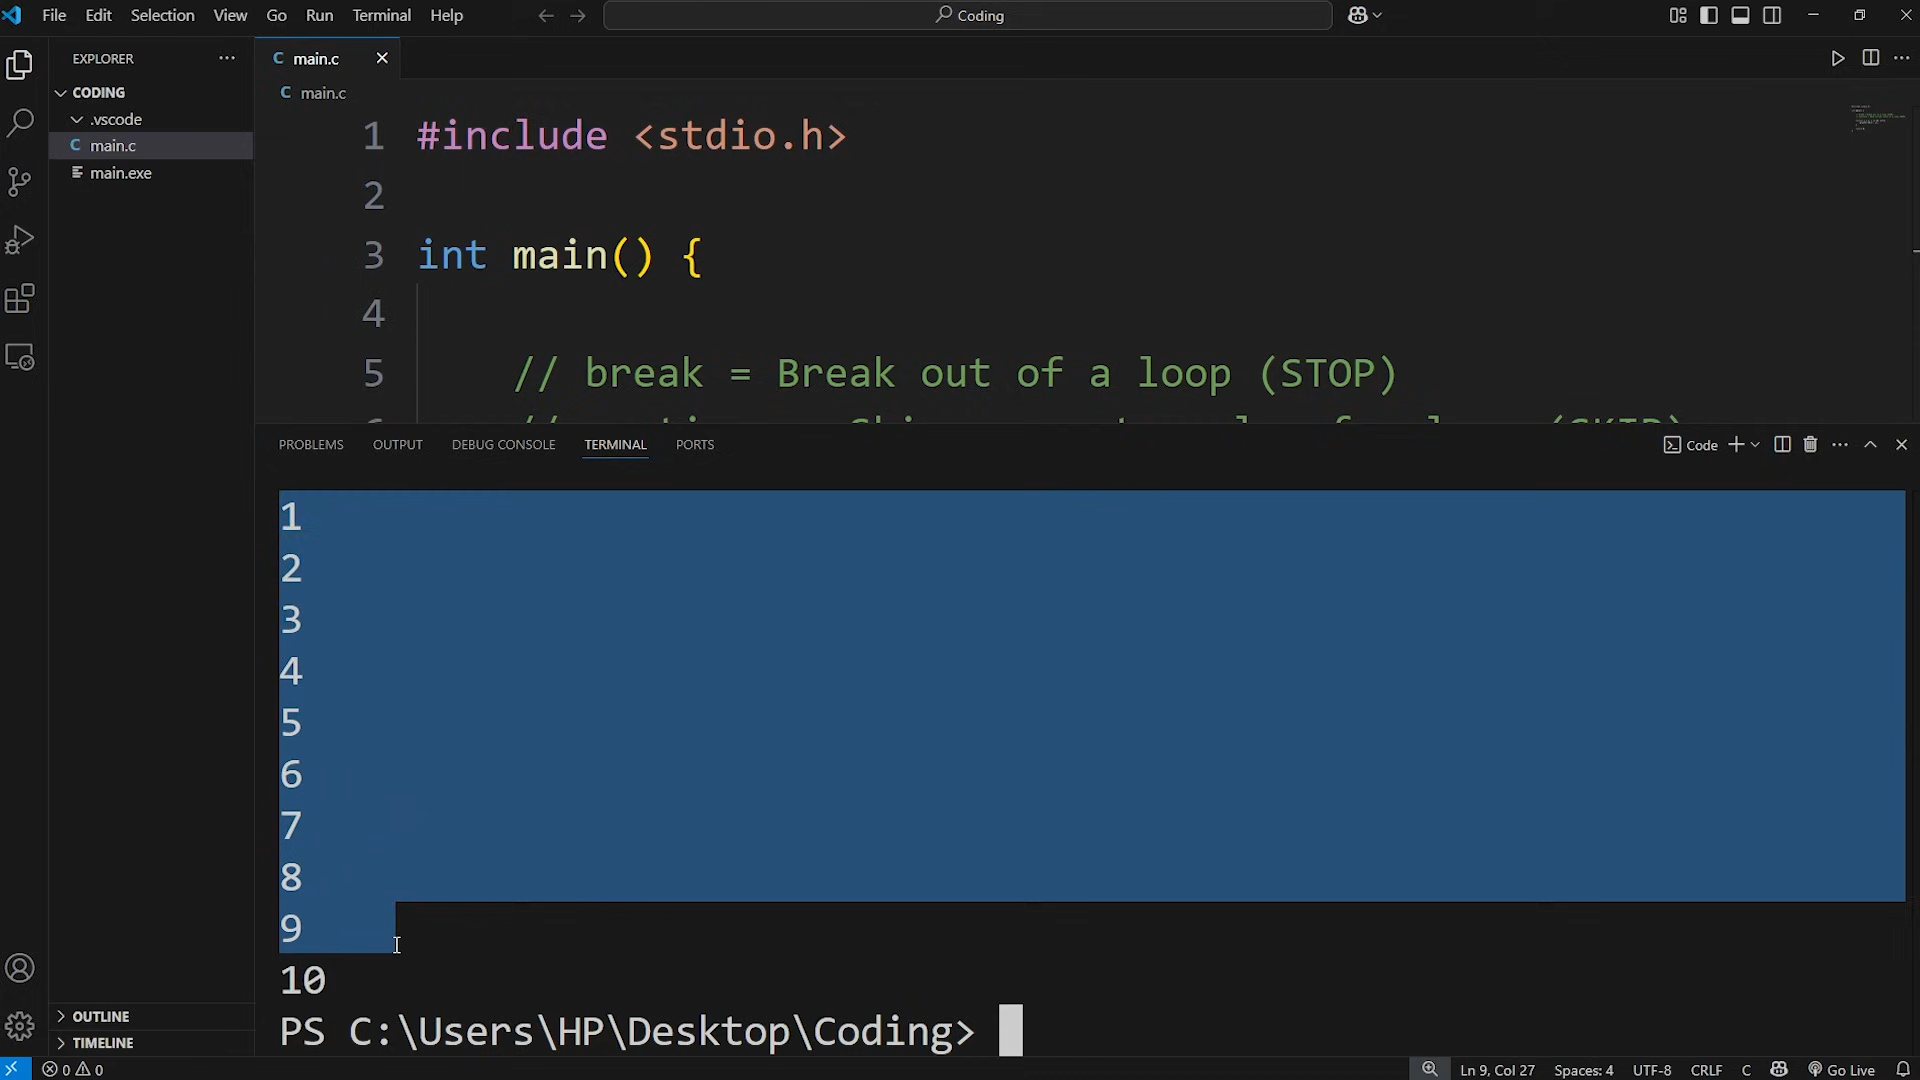 File Edit Selection View Go Run Terminal Help
Coding
EXPLORER
main.c
CODING
.vscode
main.c
main.exe
main.c
1 #include <stdio.h>
2
3 int main() {
4
5 // break = Break out of a loop (STOP)
PROBLEMS OUTPUT DEBUG CONSOLE TERMINAL PORTS
Code
1
2
3
4
5
6
7
8
9
10
PS C:\Users\HP\Desktop\Coding>
OUTLINE
TIMELINE
0 0
Ln 9, Col 27 Spaces: 4 UTF-8 CRLF C Go Live